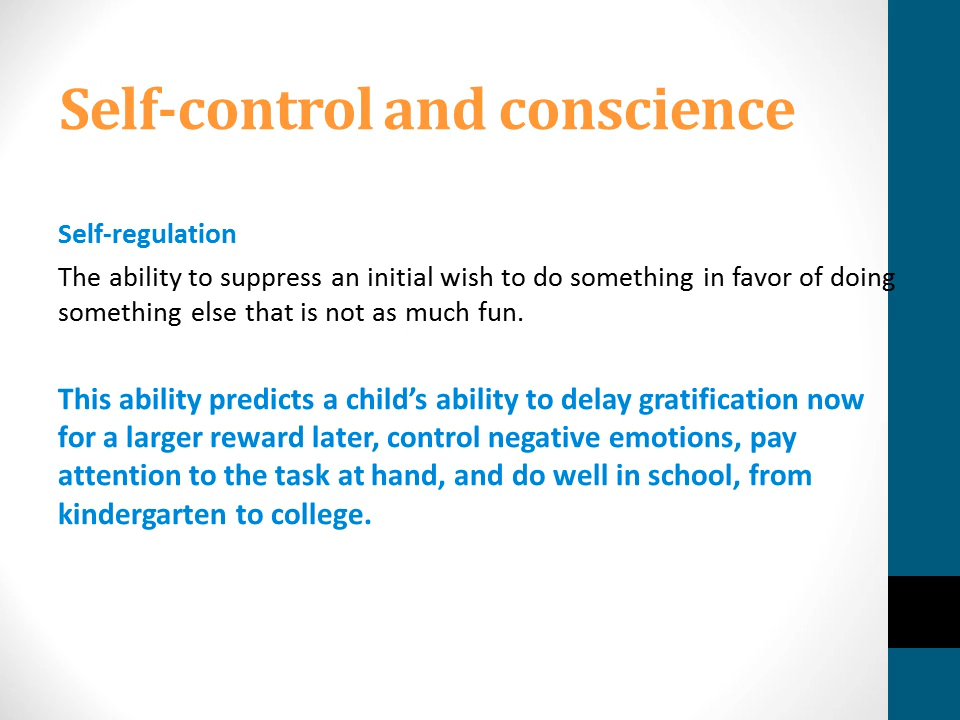 Self-control and conscience
Self-regulation
The ability to suppress an initial wish to do something in favor of doing
something else that is not as much fun.
This ability predicts a child’s ability to delay gratification now
for a larger reward later, control negative emotions, pay
attention to the task at hand, and do well in school, from
kindergarten to college.